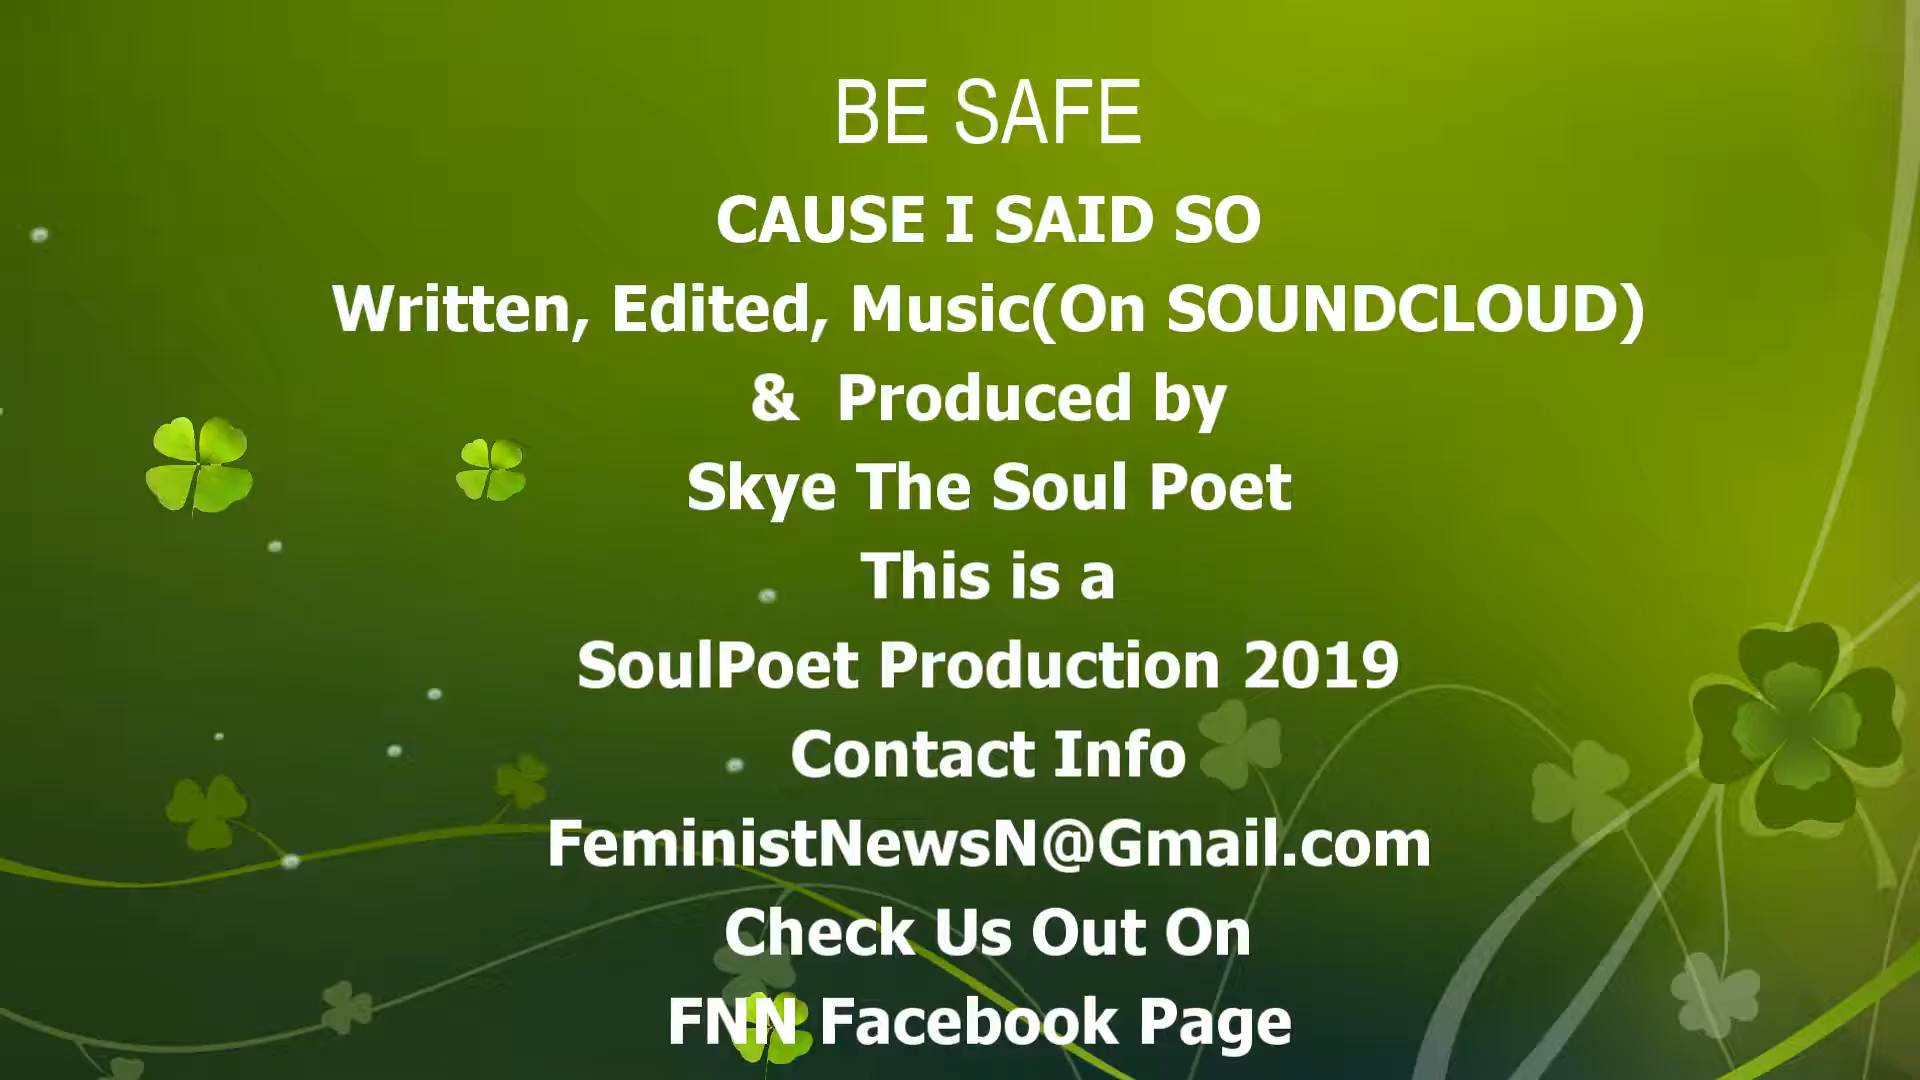 BE SAFE
CAUSE I SAID SO
Written, Edited, Music(On SOUNDCLOUD)
& Produced by
Skye The Soul Poet
This is a
SoulPoet Production 2019
Contact Info
FeministNewsN@Gmail.com
Check Us Out On
FNN Facebook Page